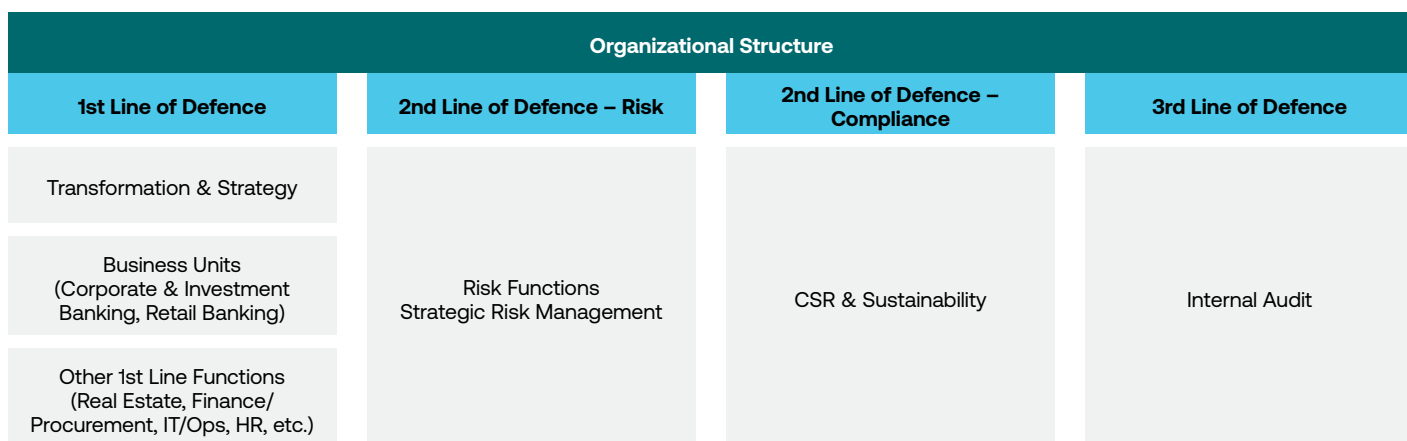 Organizational Structure
1st Line of Defence
2nd Line of Defence – Risk
2nd Line of Defence –
Compliance
3rd Line of Defence
Transformation & Strategy
Business Units
(Corporate & Investment
Banking, Retail Banking)
Other 1st Line Functions
(Real Estate, Finance/
Procurement, IT/Ops, HR, etc.)
Risk Functions
Strategic Risk Management
CSR & Sustainability
Internal Audit